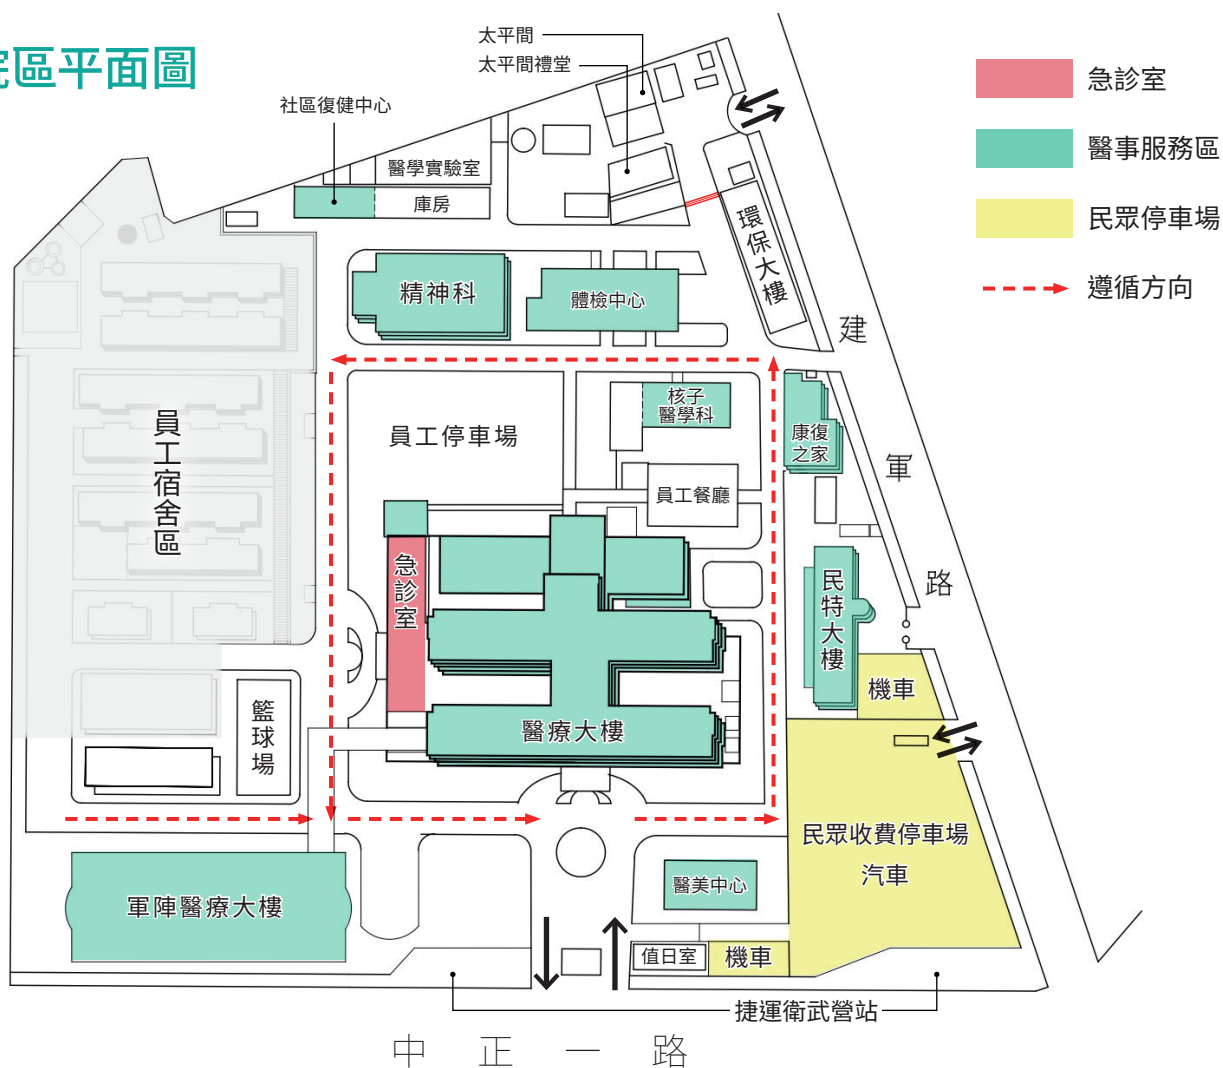 院區平面圖
太平間
太平間禮堂
社區復健中心
醫學實驗室
庫房
急診室
醫事服務區
民眾停車場
遵循方向
環保大樓
精神科
體檢中心
建軍路
核子
醫學科
員工停車場
康復
之家
員工宿舍區
員工餐廳
急診室
民特大樓
機車
籃球場
醫療大樓
民眾收費停車場
汽車
軍陣醫療大樓
醫美中心
值日室
機車
捷運衛武營站
中正一路